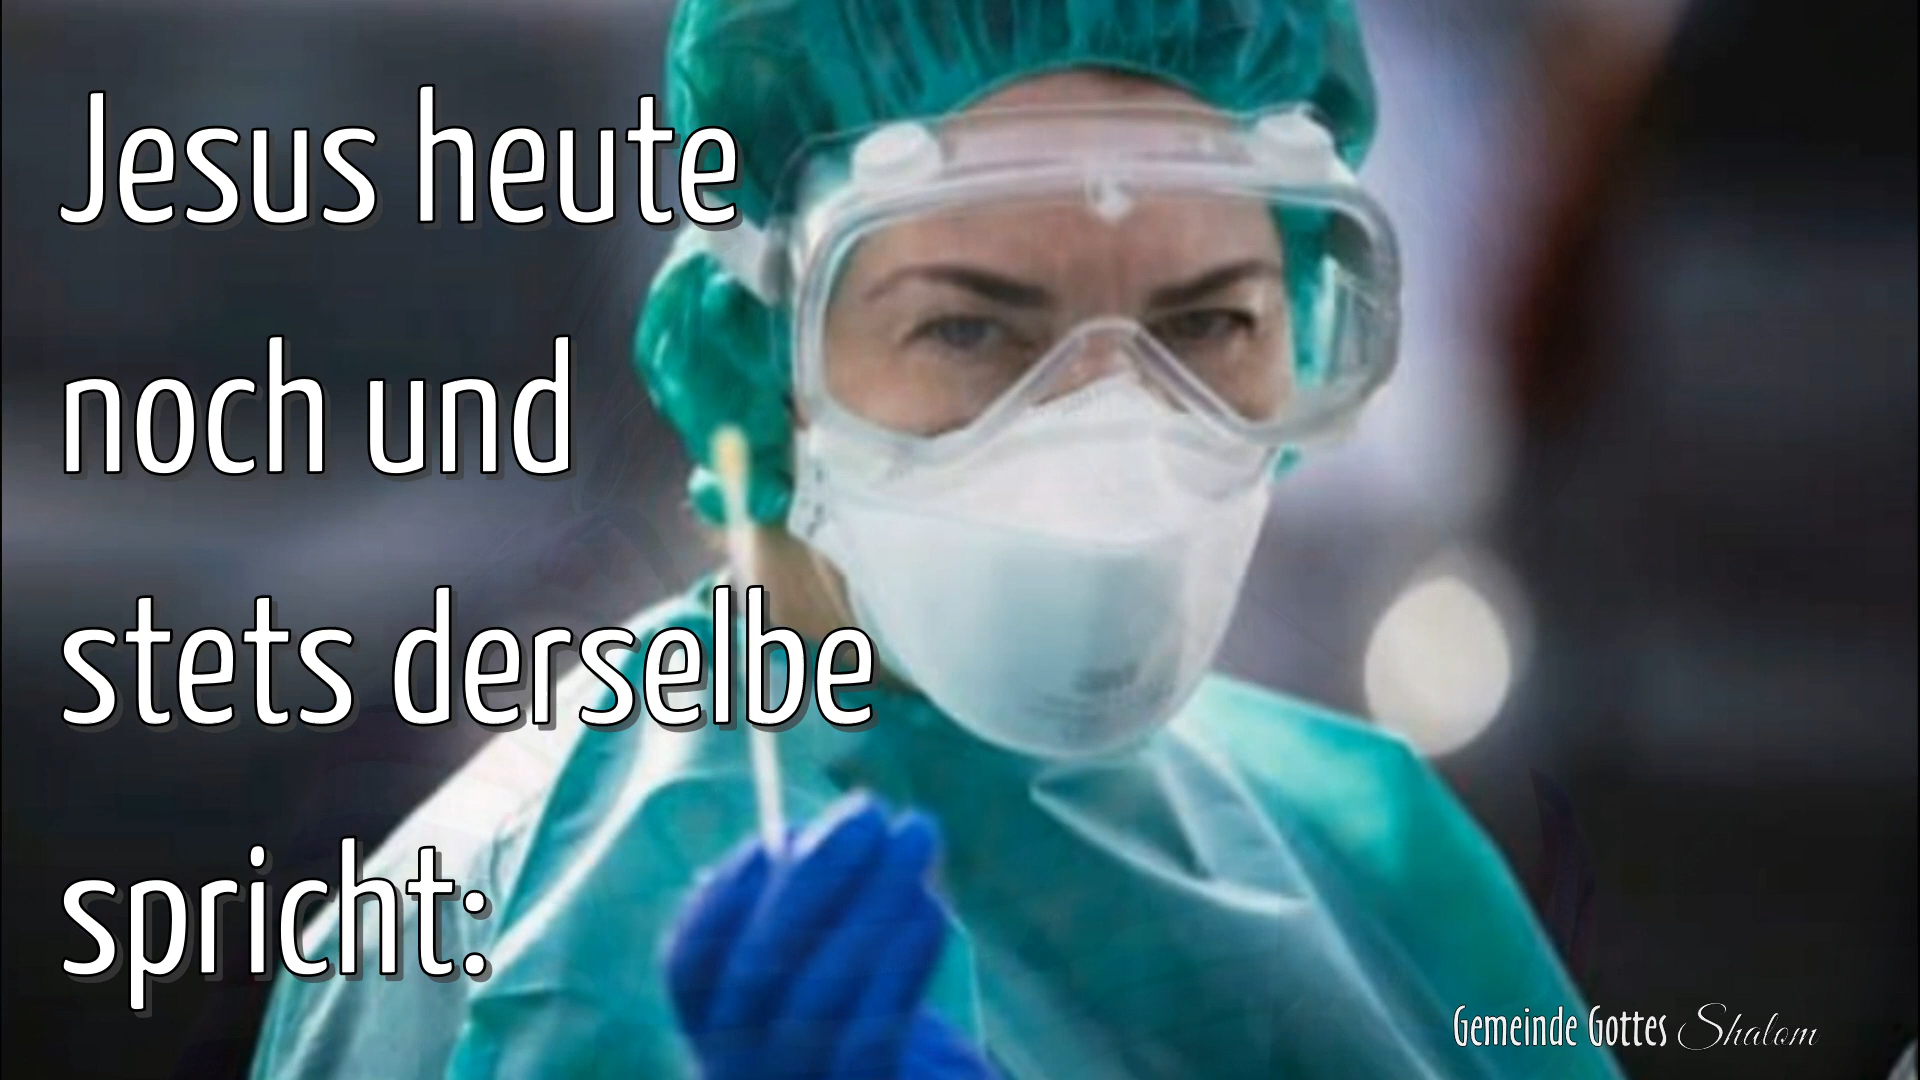 Jesus heute
noch und
stets derselbe
spricht:
Gemeinde Gottes Shalom